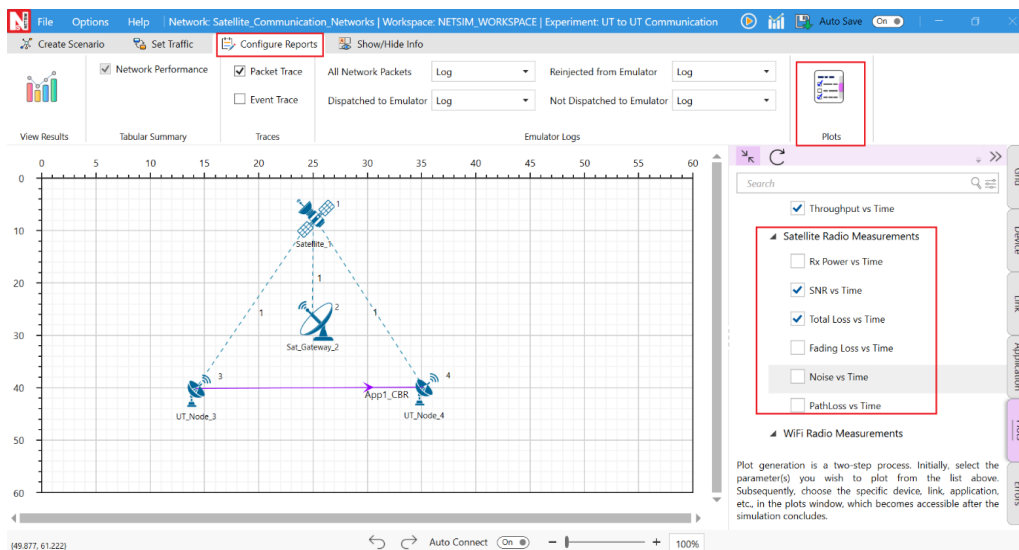 N File Options Help Network: Satellite_Communication_Networks | Workspace: NETSIM_WORKSPACE | Experiment: UT to UT Communication Auto Save On
Create Scenario Set Traffic Configure Reports Show/Hide Info
Network Performance Packet Trace All Network Packets Log Reinjected from Emulator Log
Event Trace Dispatched to Emulator Log Not Dispatched to Emulator Log
View Results Tabular Summary Traces Emulator Logs Plots
0 5 10 15 20 25 30 35 40 45 50 55 60
0
10
20
30
40
50
60
1
Satellite_1
1
1
1
2
Sat_Gateway_2
3
4
App1_CBR
UT_Node_3
UT_Node_4
Search
Throughput vs Time
Satellite Radio Measurements
Rx Power vs Time
SNR vs Time
Total Loss vs Time
Fading Loss vs Time
Noise vs Time
PathLoss vs Time
WiFi Radio Measurements
Plot generation is a two-step process. Initially, select the
parameter(s) you wish to plot from the list above.
Subsequently, choose the specific device, link, application,
etc., in the plots window, which becomes accessible after the
simulation concludes.
Grid
Device
Link
Application
Errors
(49.877, 61.222) Auto Connect On 100%